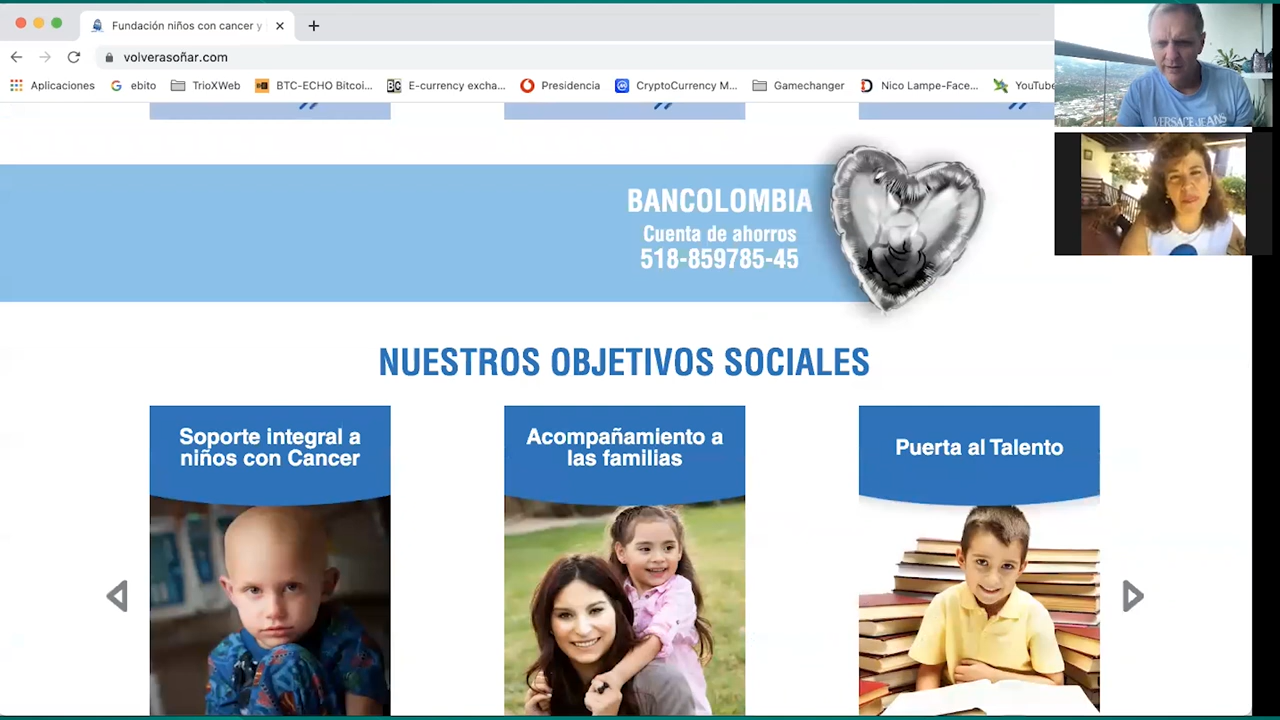 Fundación niños con cancer y
volverasoñar.com
Aplicaciones
ebito
TrioXWeb
BTC-ECHO Bitcoi...
E-currency excha...
Presidencia
CryptoCurrency M...
Gamechanger
Nico Lampe-Face...
YouTube
VERSACE JEANS
BANCOLOMBIA
Cuenta de ahorros
518-859785-45
NUESTROS OBJETIVOS SOCIALES
Soporte integral a
niños con Cancer
Acompañamiento a
las familias
Puerta al Talento